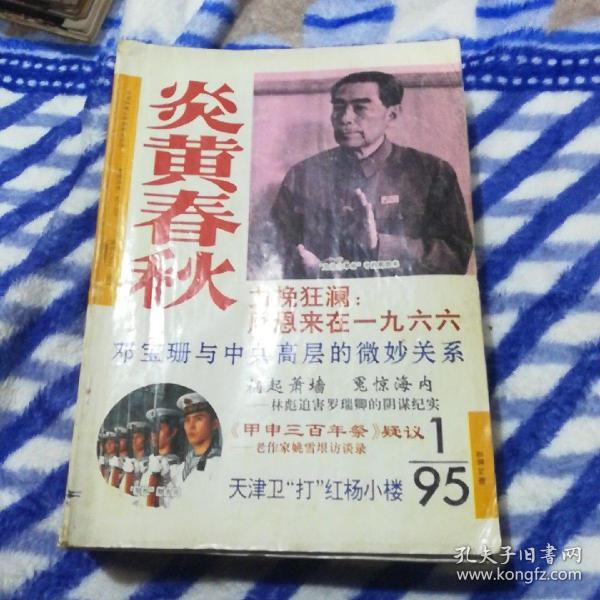 炎黄春秋
力挽狂澜：
周恩来在一九六六
邓宝珊与中共高层的微妙关系
祸起萧墙 冤惊海内
——林彪迫害罗瑞卿的阴谋纪实
《甲申三百年祭》疑议
——老作家姚雪垠访谈录
天津卫“打”红杨小楼
1
95
孔夫子旧书网
www.kongfz.com